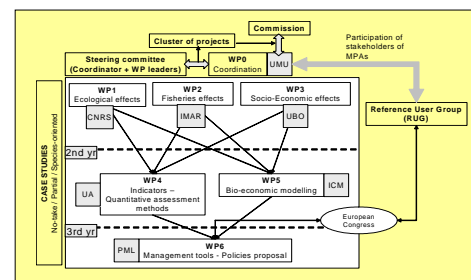 Commission
Cluster of projects
Participation of
stakeholders of
MPAs
Steering committee
(Coordinator + WP leaders)
WP0
Coordination
UMU
WP1
Ecological effects
WP2
Fisheries effects
WP3
Socio-Economic effects
CNRS
IMAR
UBO
Reference User Group
(RUG)
CASE STUDIES
No-take / Partial / Species-oriented
2nd yr
WP4
Indicators –
Quantitative assessment
methods
UA
WP5
Bio-economic modelling
ICM
European
Congress
3rd yr
PML
WP6
Management tools - Policies proposal